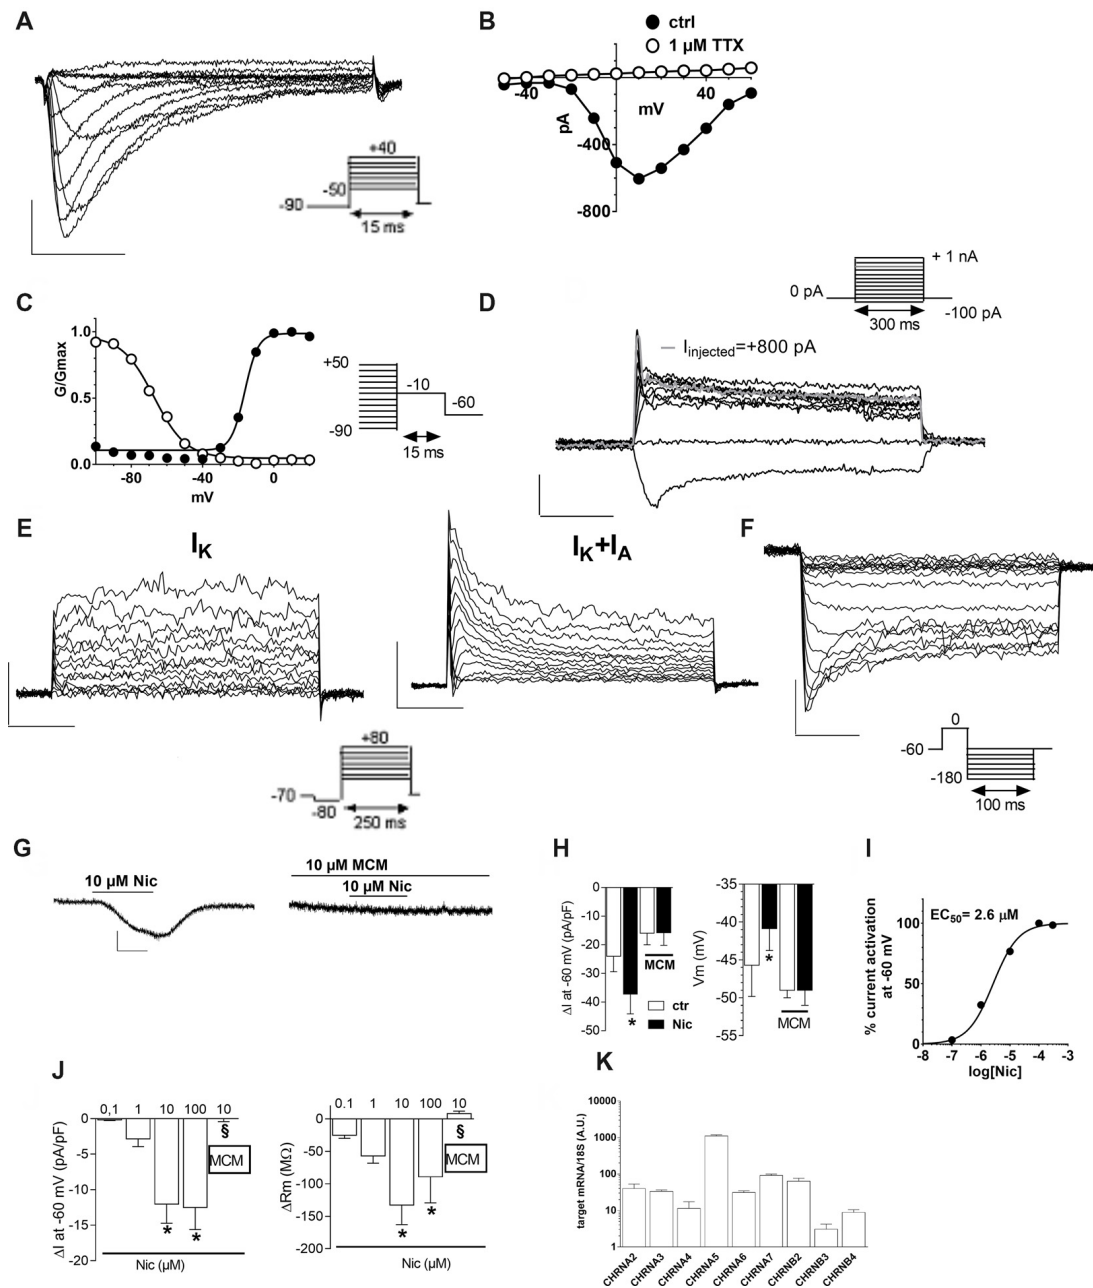 A
+40
-50
-90
15 ms
B
ctrl
1 µM TTX
-40
40
mV
pA
-400
-800
C
G/Gmax
1.0
0.5
0.0
-80
-40
0
mV
+50
-10
-60
-90
15 ms
D
+ 1 nA
0 pA
-100 pA
300 ms
Iinjected=+800 pA
E
IK
IK+IA
+80
-70
-80
250 ms
F
0
-60
-180
100 ms
G
10 µM Nic
10 µM MCM
10 µM Nic
H
ΔI at -60 mV (pA/pF)
0
-10
-20
-30
-40
-50
MCM
*
ctr
Nic
Vm (mV)
-35
-40
-45
-50
-55
*
MCM
I
% current activation
at -60 mV
100
50
0
EC50= 2.6 µM
-8 -7 -6 -5 -4 -3
log[Nic]
J
ΔI at -60 mV (pA/pF)
0,1 1 10 100 10
0
-5
-10
-15
-20
§
MCM
* *
Nic (µM)
ΔRm (MΩ)
0.1 1 10 100 10
50
0
-50
-100
-150
-200
§
MCM
* *
Nic (µM)
K
target mRNA/18S (A.U.)
10000
1000
100
10
1
CHRNA2
CHRNA3
CHRNA4
CHRNA5
CHRNA6
CHRNA7
CHRNB2
CHRNB3
CHRNB4